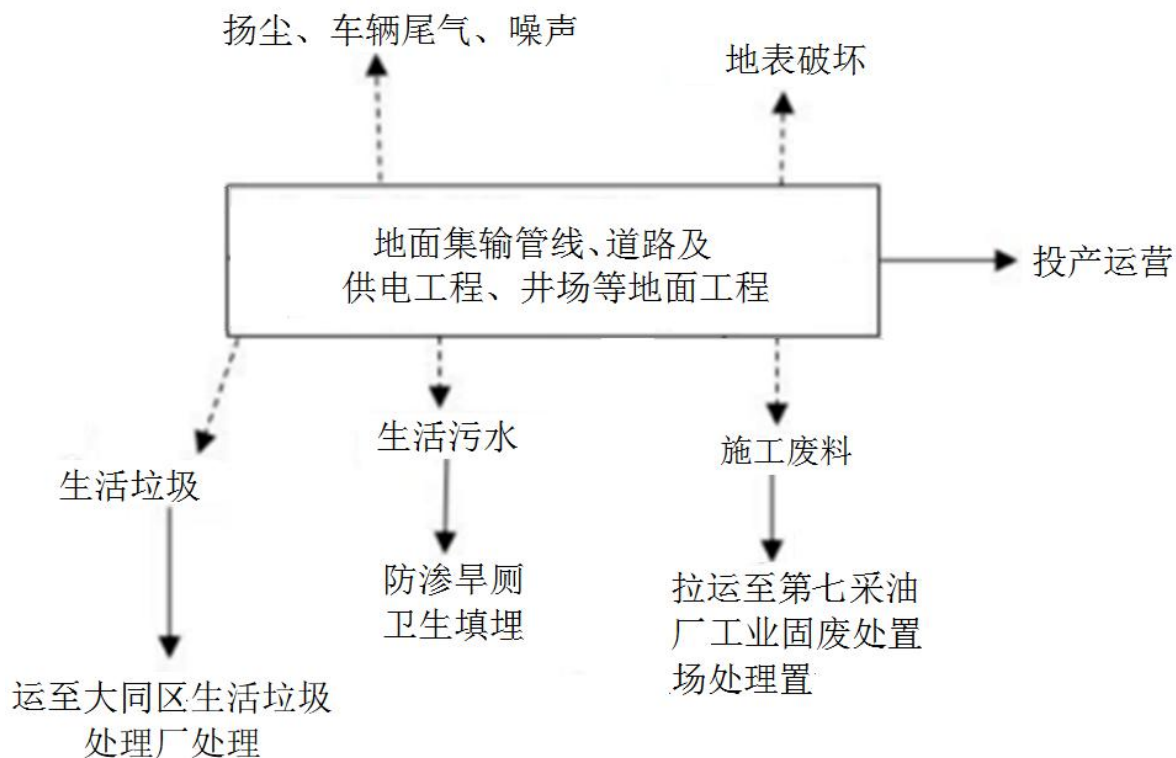 扬尘、车辆尾气、噪声
地表破坏
地面集输管线、道路及
供电工程、井场等地面工程
投产运营
生活污水
施工废料
生活垃圾
防渗旱厕
卫生填埋
拉运至第七采油
厂工业固废处置
场处理置
运至大同区生活垃圾
处理厂处理